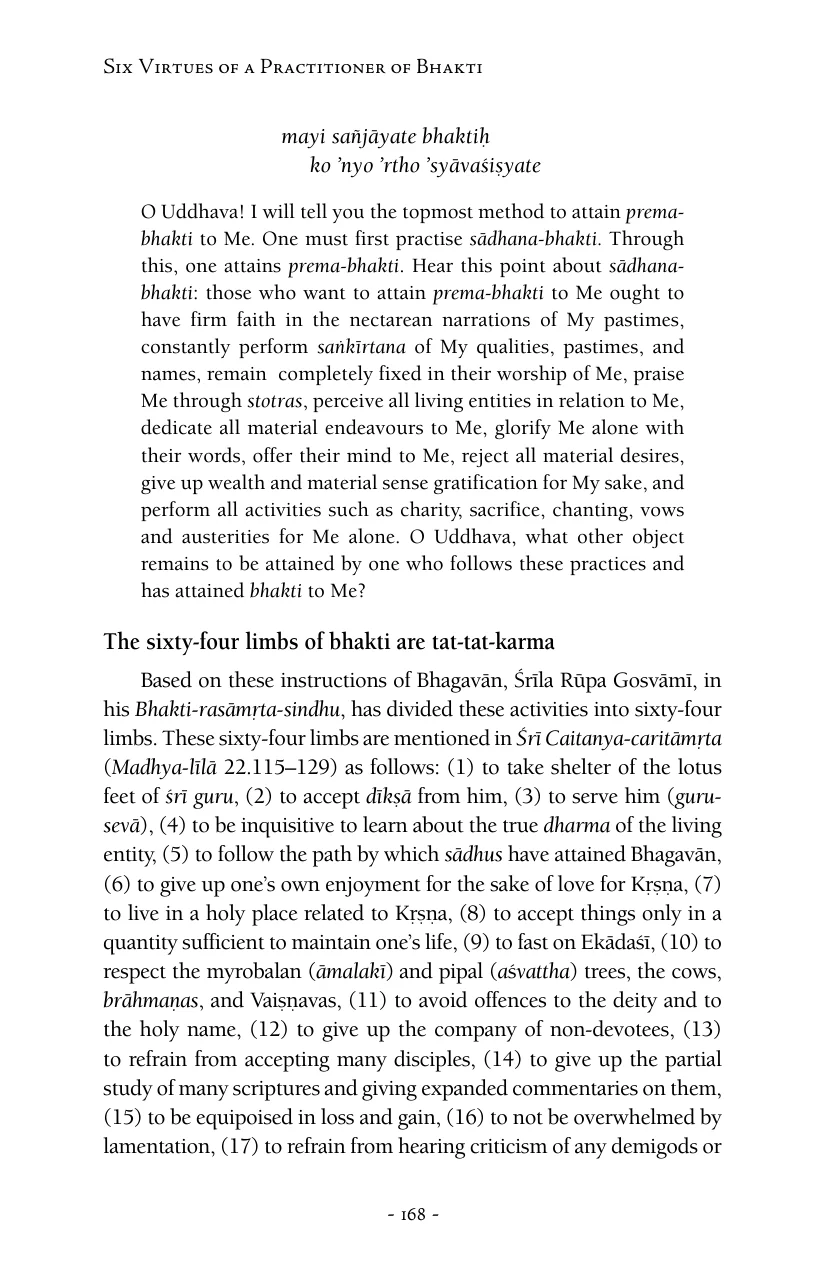 Six Virtues of a Practitioner of Bhakti
mayi sañjāyate bhaktiḥ
ko ’nyo ’rtho ’syāvaśiṣyate
O Uddhava! I will tell you the topmost method to attain prema-
bhakti to Me. One must first practise sādhana-bhakti. Through
this, one attains prema-bhakti. Hear this point about sādhana-
bhakti: those who want to attain prema-bhakti to Me ought to
have firm faith in the nectarean narrations of My pastimes,
constantly perform saṅkīrtana of My qualities, pastimes, and
names, remain completely fixed in their worship of Me, praise
Me through stotras, perceive all living entities in relation to Me,
dedicate all material endeavours to Me, glorify Me alone with
their words, offer their mind to Me, reject all material desires,
give up wealth and material sense gratification for My sake, and
perform all activities such as charity, sacrifice, chanting, vows
and austerities for Me alone. O Uddhava, what other object
remains to be attained by one who follows these practices and
has attained bhakti to Me?
The sixty-four limbs of bhakti are tat-tat-karma
Based on these instructions of Bhagavān, Śrīla Rūpa Gosvāmī, in
his Bhakti-rasāmṛta-sindhu, has divided these activities into sixty-four
limbs. These sixty-four limbs are mentioned in Śrī Caitanya-caritāmṛta
(Madhya-līlā 22.115–129) as follows: (1) to take shelter of the lotus
feet of śrī guru, (2) to accept dīkṣā from him, (3) to serve him (guru-
sevā), (4) to be inquisitive to learn about the true dharma of the living
entity, (5) to follow the path by which sādhus have attained Bhagavān,
(6) to give up one’s own enjoyment for the sake of love for Kṛṣṇa, (7)
to live in a holy place related to Kṛṣṇa, (8) to accept things only in a
quantity sufficient to maintain one’s life, (9) to fast on Ekādaśī, (10) to
respect the myrobalan (āmalakī) and pipal (aśvattha) trees, the cows,
brāhmaṇas, and Vaiṣṇavas, (11) to avoid offences to the deity and to
the holy name, (12) to give up the company of non-devotees, (13)
to refrain from accepting many disciples, (14) to give up the partial
study of many scriptures and giving expanded commentaries on them,
(15) to be equipoised in loss and gain, (16) to not be overwhelmed by
lamentation, (17) to refrain from hearing criticism of any demigods or
- 168 -